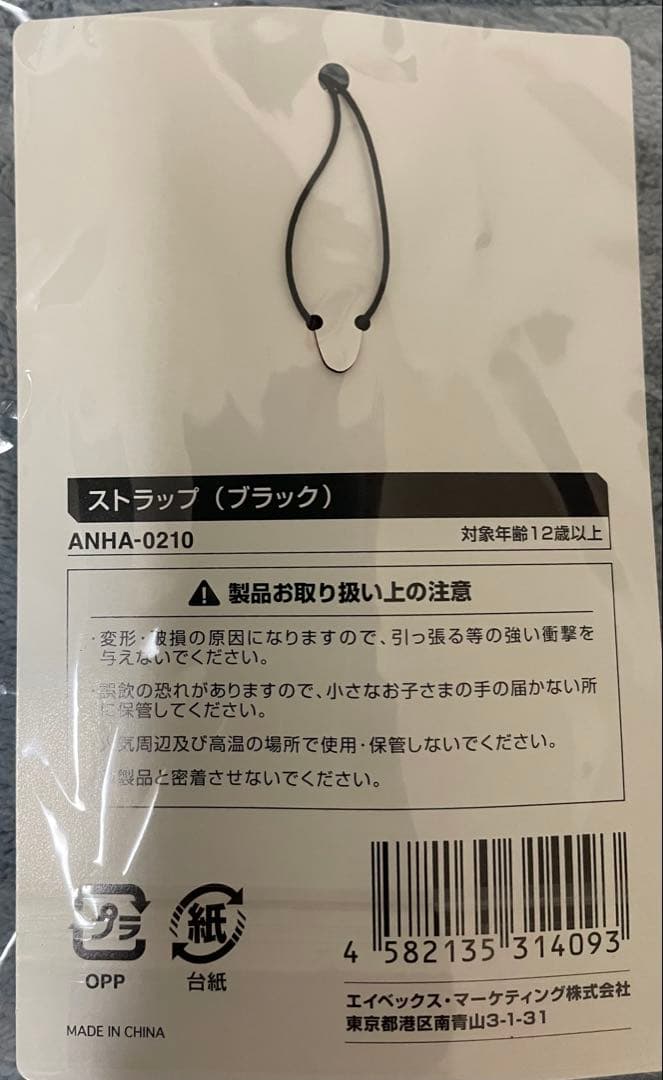 ストラップ（ブラック）
ANHA-0210
対象年齢12歳以上
製品お取り扱い上の注意
・変形・破損の原因になりますので、引っ張る等の強い衝撃を
与えないでください。
・誤飲の恐れがありますので、小さなお子さまの手の届かない所
に保管してください。
気周辺及び高温の場所で使用・保管しないでください。
製品と密着させないでください。
プラ
OPP
紙
台紙
4 582135 314093
エイベックス・マーケティング株式会社
東京都港区南青山3-1-31
MADE IN CHINA